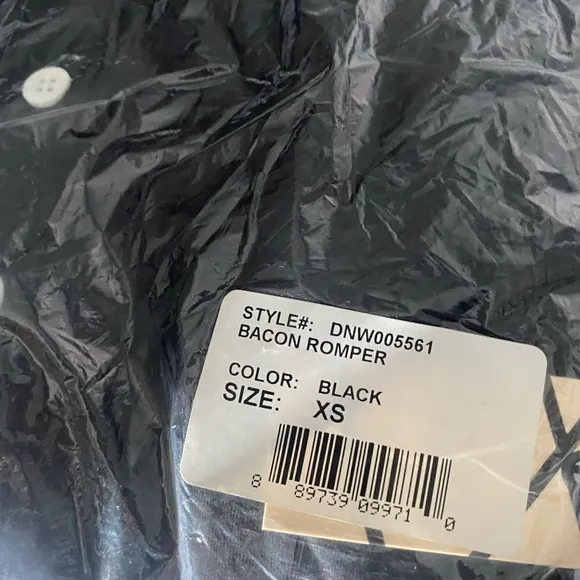 STYLE#: DNW005561
BACON ROMPER
COLOR: BLACK
SIZE: XS
8 89739 09971 0